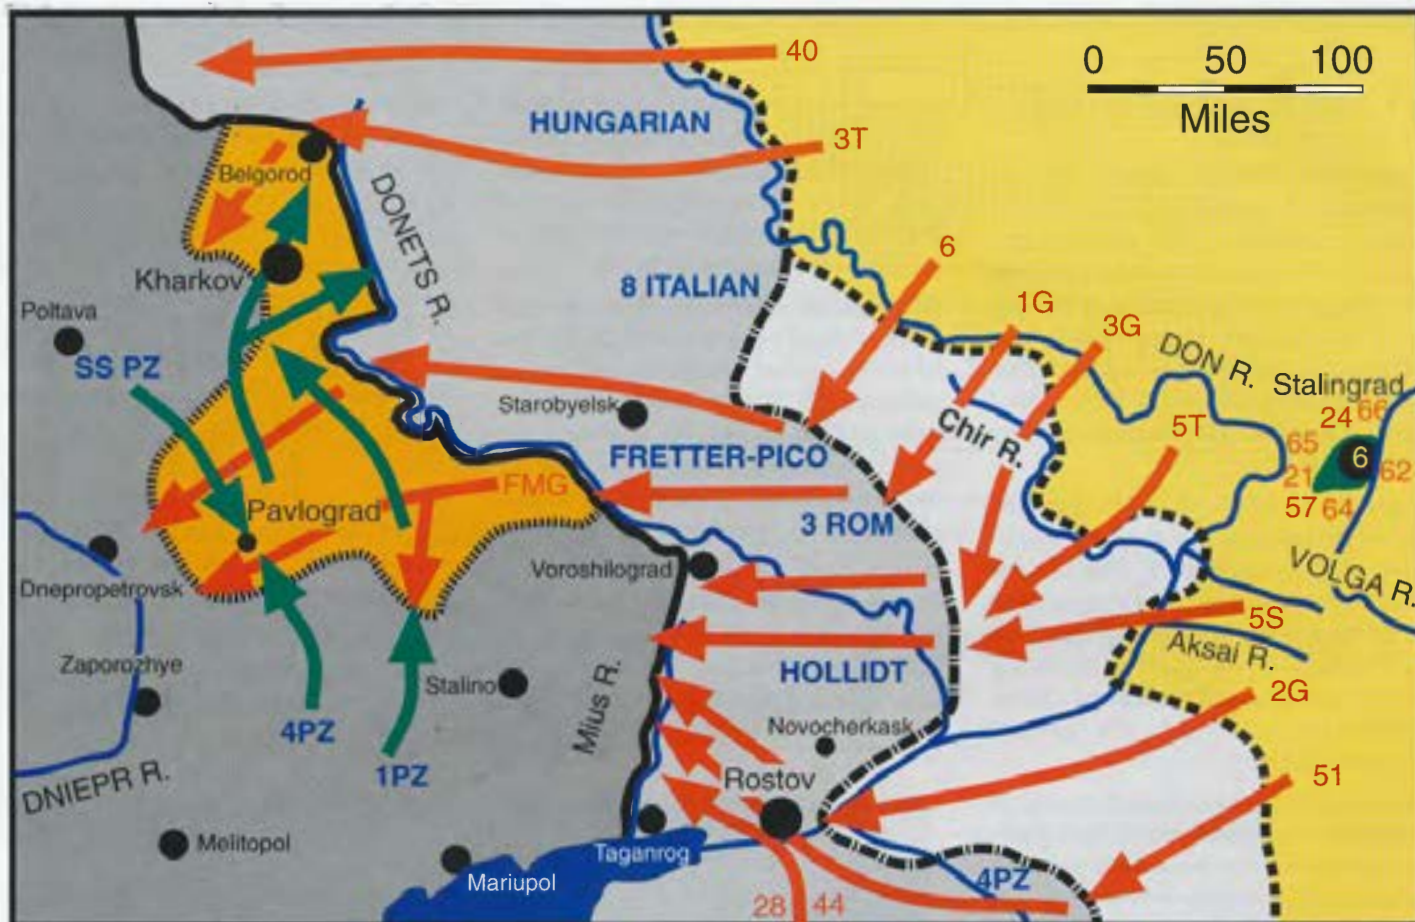 40
0 50 100
Miles
HUNGARIAN
3T
Belgorod
DONETS R.
6
Kharkov
8 ITALIAN
1G
3G
Poltava
DON R.
SS PZ
Stalingrad
Starobyelsk
24 66
Chir R.
5T
65
6
FRETTER-PICO
62
21
FMG
57 64
Pavlograd
3 ROM
Voroshilograd
VOLGA R.
Dnepropetrovsk
5S
Aksai R.
Zaporozhye
HOLLIDT
Stalino
2G
Mius R.
4PZ
Novocherkask
1PZ
Rostov
51
DNIEPR R.
Melitopol
Taganrog
Mariupol
4PZ
28 44